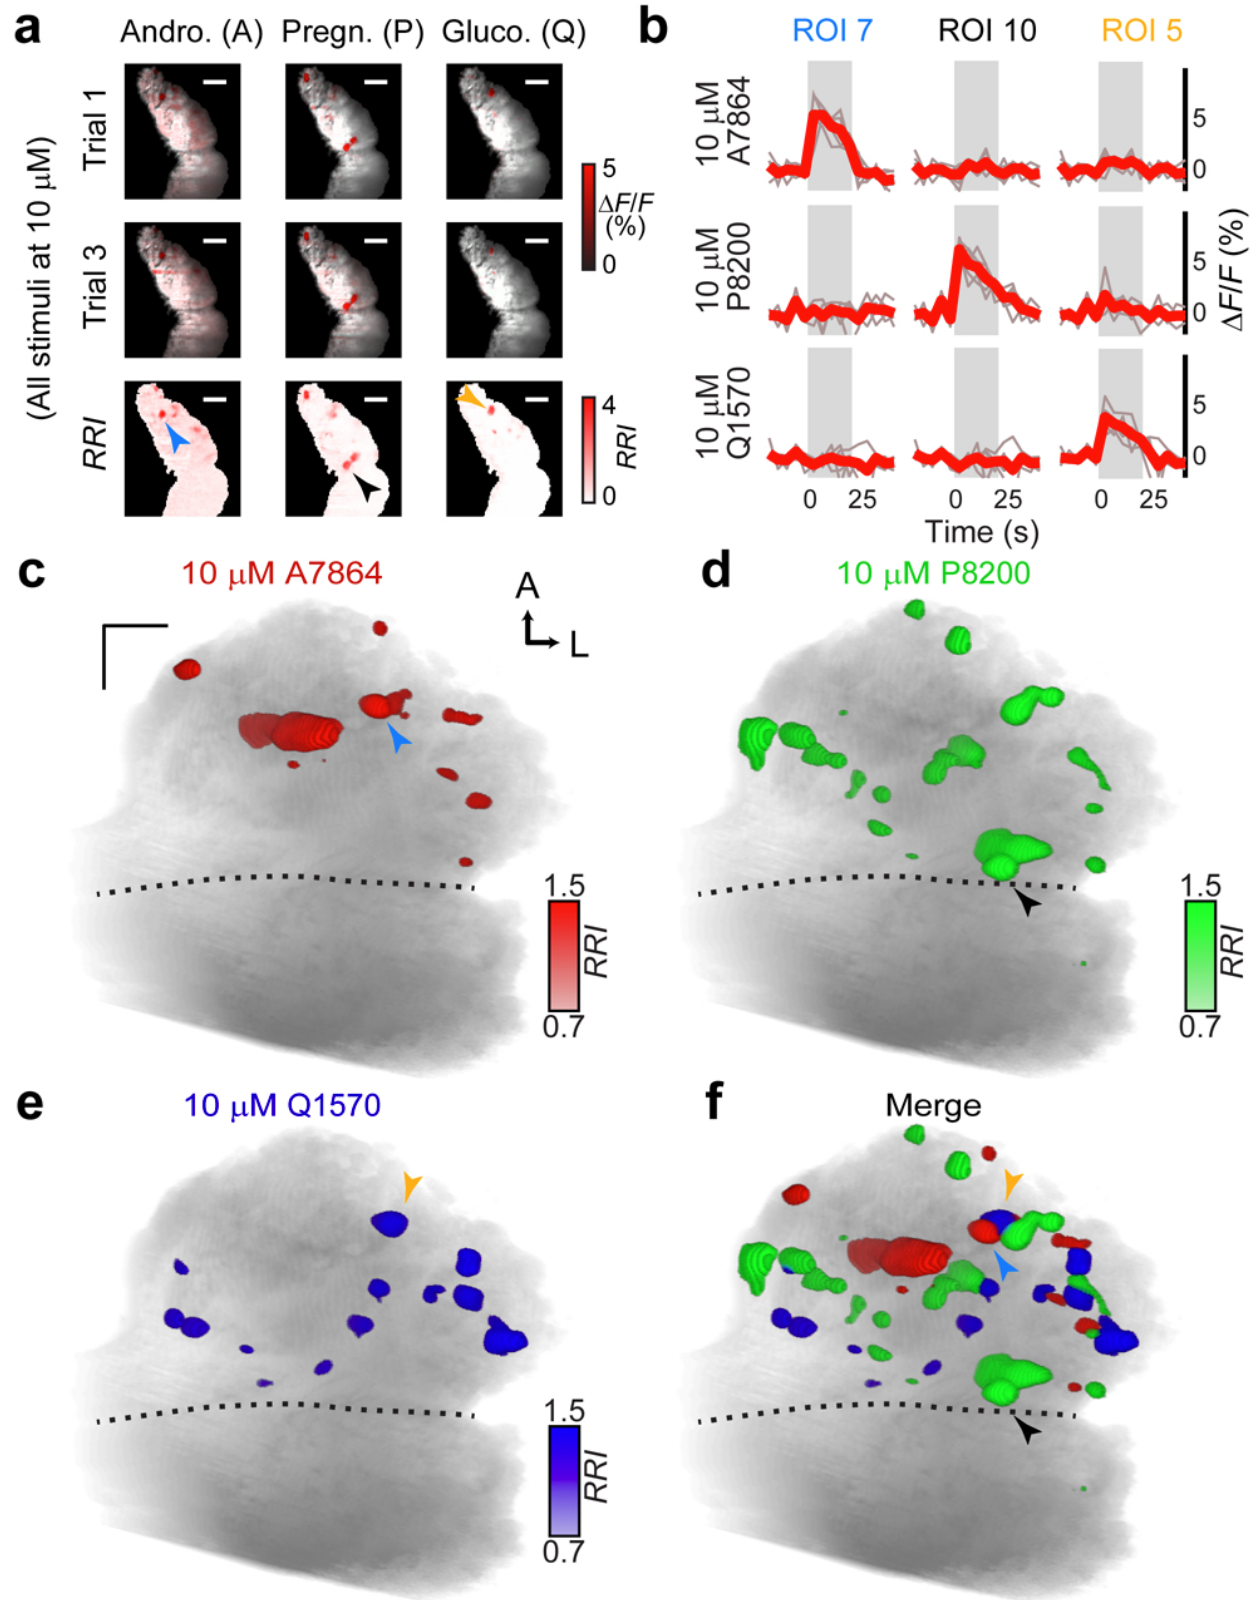 a
Andro. (A) Pregn. (P) Gluco. (Q)
(All stimuli at 10 μM)
Trial 1
Trial 3
RRI
5
ΔF/F
(%)
0
4
RRI
0
b
ROI 7 ROI 10 ROI 5
10 μM
A7864
5
0
10 μM
P8200
5
0
10 μM
Q1570
5
0
ΔF/F (%)
0 25 0 25 0 25
Time (s)
c
10 μM A7864
A
L
1.5
RRI
0.7
d
10 μM P8200
1.5
RRI
0.7
e
10 μM Q1570
1.5
RRI
0.7
f
Merge